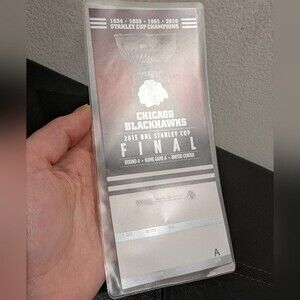 1934 • 1938 • 1961 • 2010
STANLEY CUP CHAMPIONS
CHICAGO
BLACKHAWKS
2013 NHL STANLEY CUP
FINAL
ROUND 4 • HOME GAME A • UNITED CENTER
A